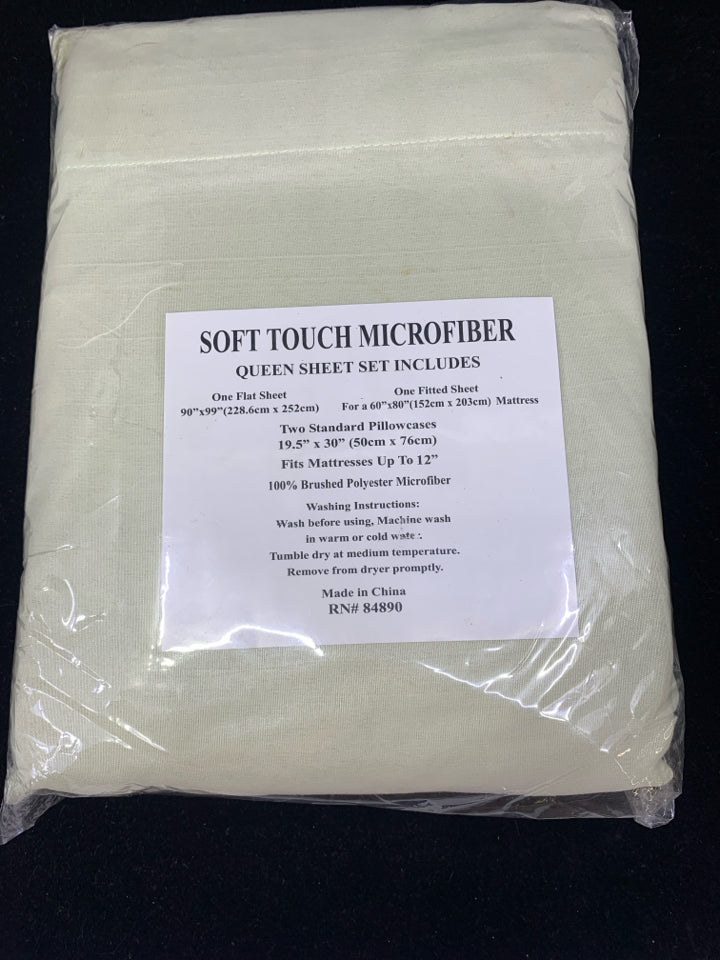 SOFT TOUCH MICROFIBER
QUEEN SHEET SET INCLUDES
One Flat Sheet
90”x99”(228.6cm x 252cm)
One Fitted Sheet
For a 60”x80”(152cm x 203cm) Mattress
Two Standard Pillowcases
19.5” x 30” (50cm x 76cm)
Fits Mattresses Up To 12”
100% Brushed Polyester Microfiber
Washing Instructions:
Wash before using, Machine wash
in warm or cold
Tumble dry at medium temperature.
Remove from dryer promptly.
Made in China
RN# 84890